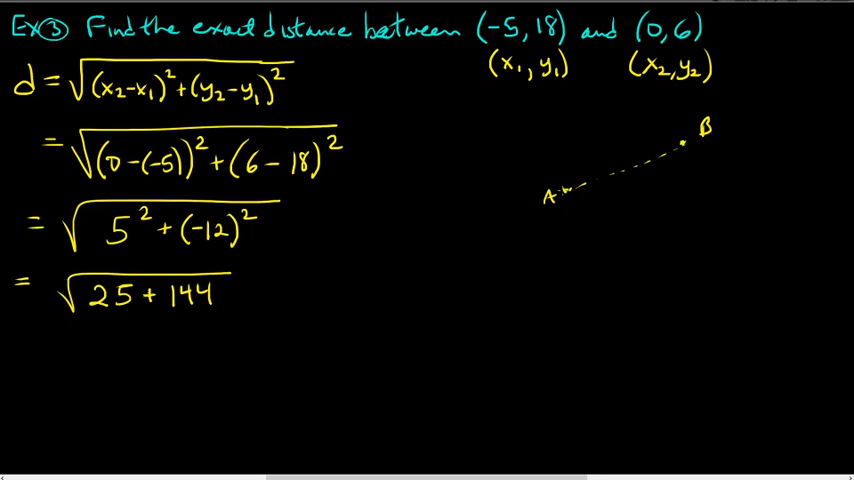 Ex③ Find the exact distance between (-5, 18) and (0, 6)
(x₁, y₁) (x₂, y₂)
d = √((x₂-x₁)² + (y₂-y₁)²)
= √((0-(-5))² + (6-18)²)
= √(5² + (-12)²)
= √(25 + 144)
B
A